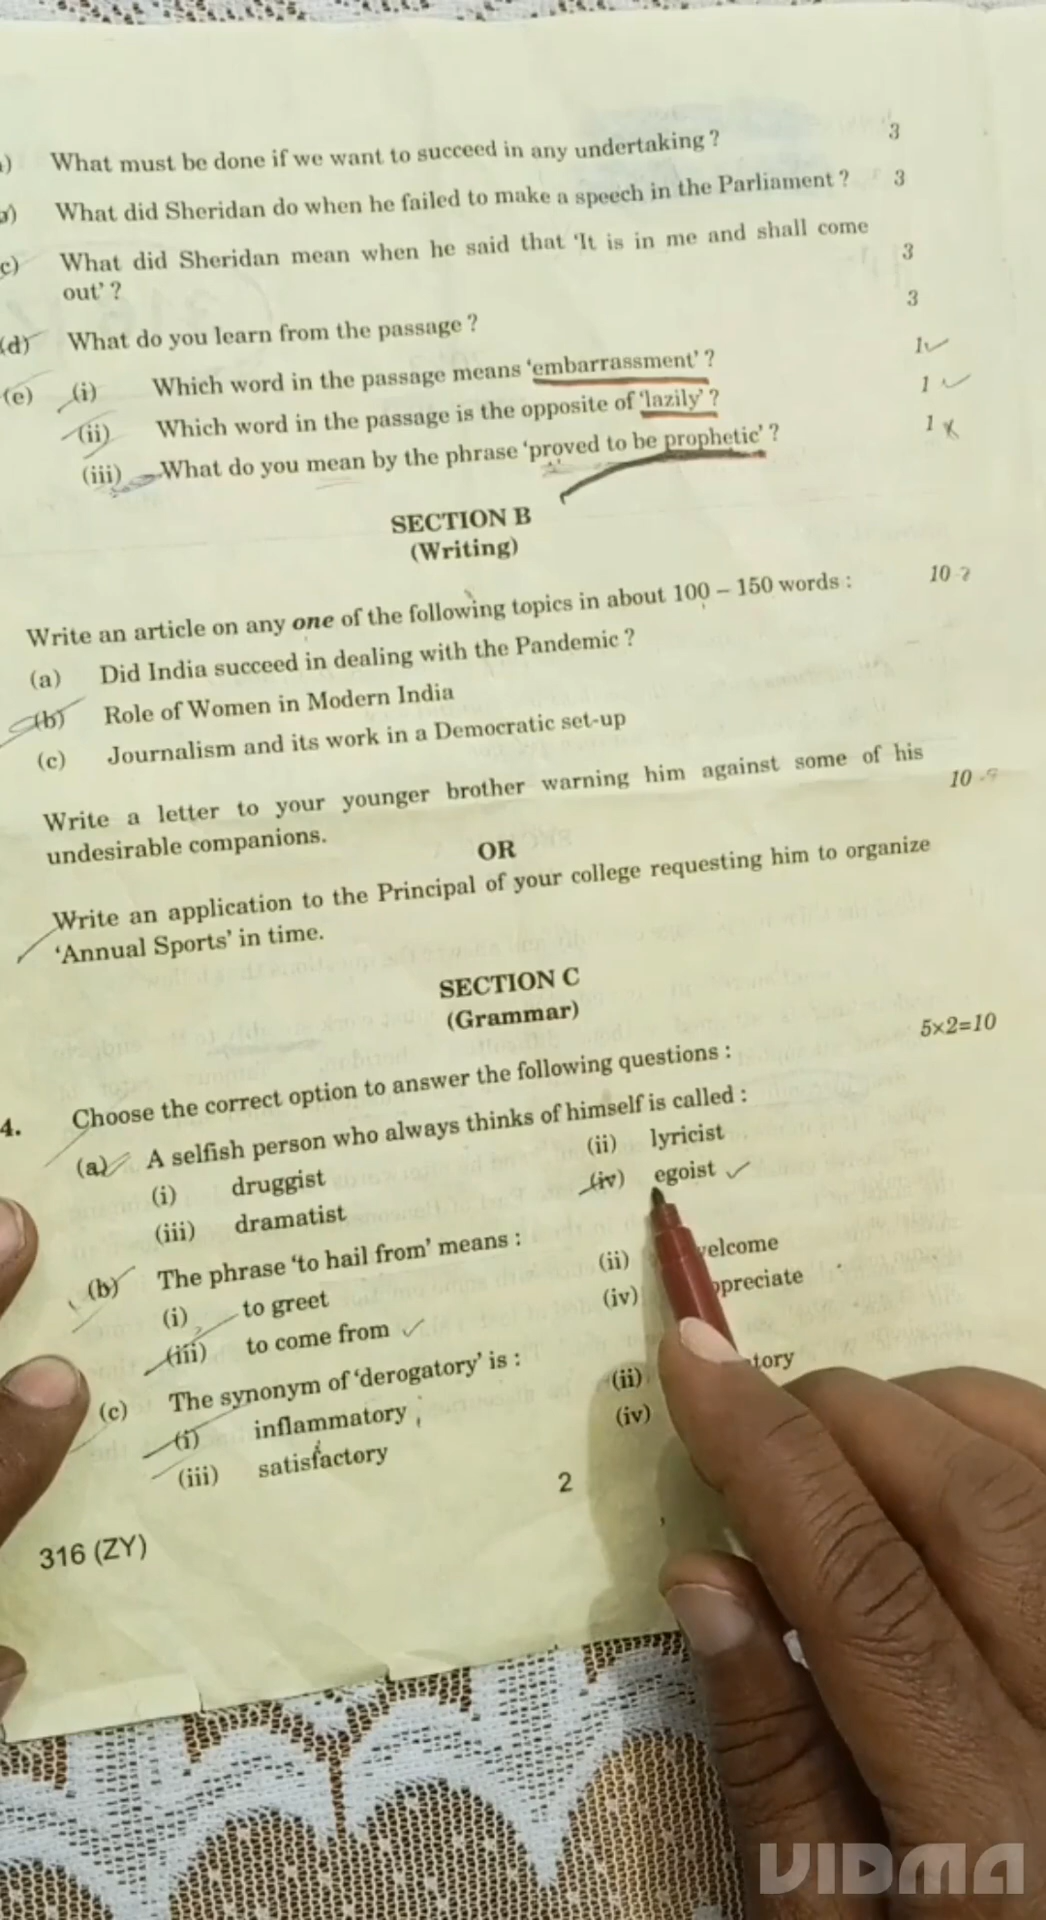 ) What must be done if we want to succeed in any undertaking ? 3
) What did Sheridan do when he failed to make a speech in the Parliament ? 3
c) What did Sheridan mean when he said that ‘It is in me and shall come
out’ ? 3
(d) What do you learn from the passage ? 3
(e) (i) Which word in the passage means ‘embarrassment’ ? 1
(ii) Which word in the passage is the opposite of ‘lazily’ ? 1
(iii) What do you mean by the phrase ‘proved to be prophetic’ ? 1
SECTION B
(Writing)
Write an article on any one of the following topics in about 100 – 150 words : 10
(a) Did India succeed in dealing with the Pandemic ?
(b) Role of Women in Modern India
(c) Journalism and its work in a Democratic set-up
Write a letter to your younger brother warning him against some of his
undesirable companions. 10
OR
Write an application to the Principal of your college requesting him to organize
‘Annual Sports’ in time.
SECTION C
(Grammar)
4. Choose the correct option to answer the following questions : 5×2=10
(a) A selfish person who always thinks of himself is called :
(i) druggist (ii) lyricist
(iii) dramatist (iv) egoist
(b) The phrase ‘to hail from’ means :
(i) to greet (ii) welcome
(iii) to come from (iv) ppreciate
(c) The synonym of ‘derogatory’ is :
(i) inflammatory (ii) tory
(iii) satisfactory (iv)
2
316 (ZY)
VIDMA